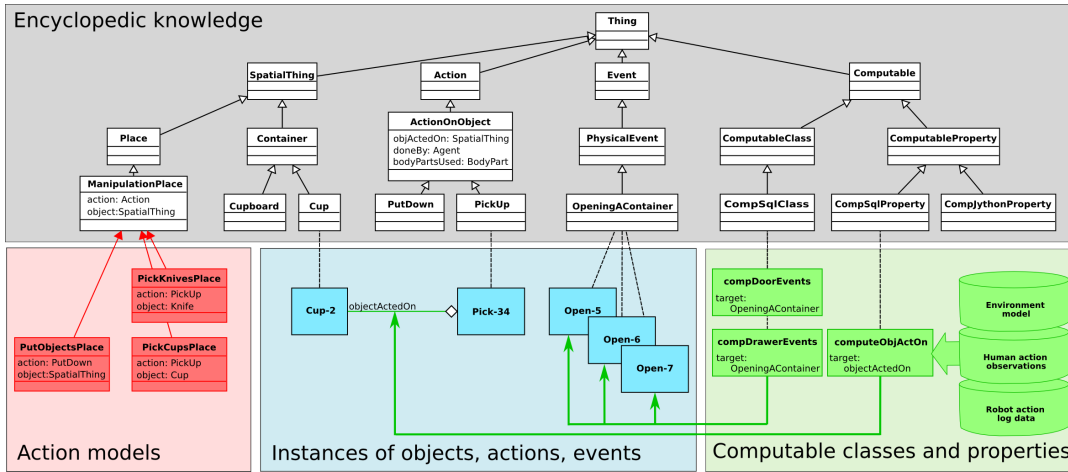 Encyclopedic knowledge
Thing
SpatialThing
Action
Event
Computable
Place
Container
ActionOnObject
objActedOn: SpatialThing
doneBy: Agent
bodyPartsUsed: BodyPart
PhysicalEvent
ComputableClass
ComputableProperty
ManipulationPlace
action: Action
object:SpatialThing
Cupboard
Cup
PutDown
PickUp
OpeningAContainer
CompSqlClass
CompSqlProperty
CompJythonProperty
PickKnivesPlace
action: PickUp
object: Knife
PutObjectsPlace
action: PutDown
object:SpatialThing
PickCupsPlace
action: PickUp
object: Cup
Action models
Cup-2
objectActedOn
Pick-34
Open-5
Open-6
Open-7
Instances of objects, actions, events
compDoorEvents
target:
OpeningAContainer
compDrawerEvents
target:
OpeningAContainer
computeObjActOn
target:
objectActedOn
Environment
model
Human action
observations
Robot action
log data
Computable classes and properties